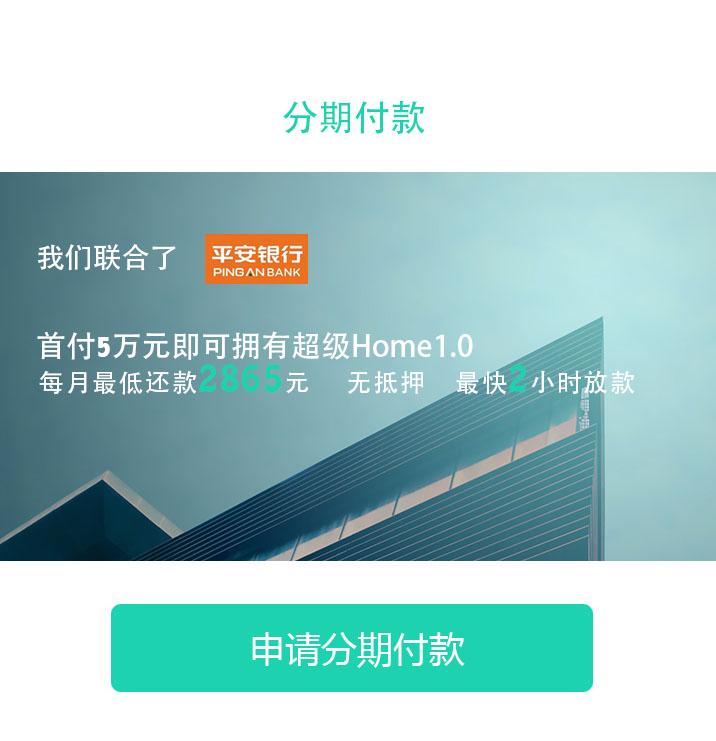 分期付款
我们联合了 平安银行
PINGAN BANK
首付5万元即可拥有超级Home1.0
每月最低还款2865元 无抵押 最快2小时放款
申请分期付款